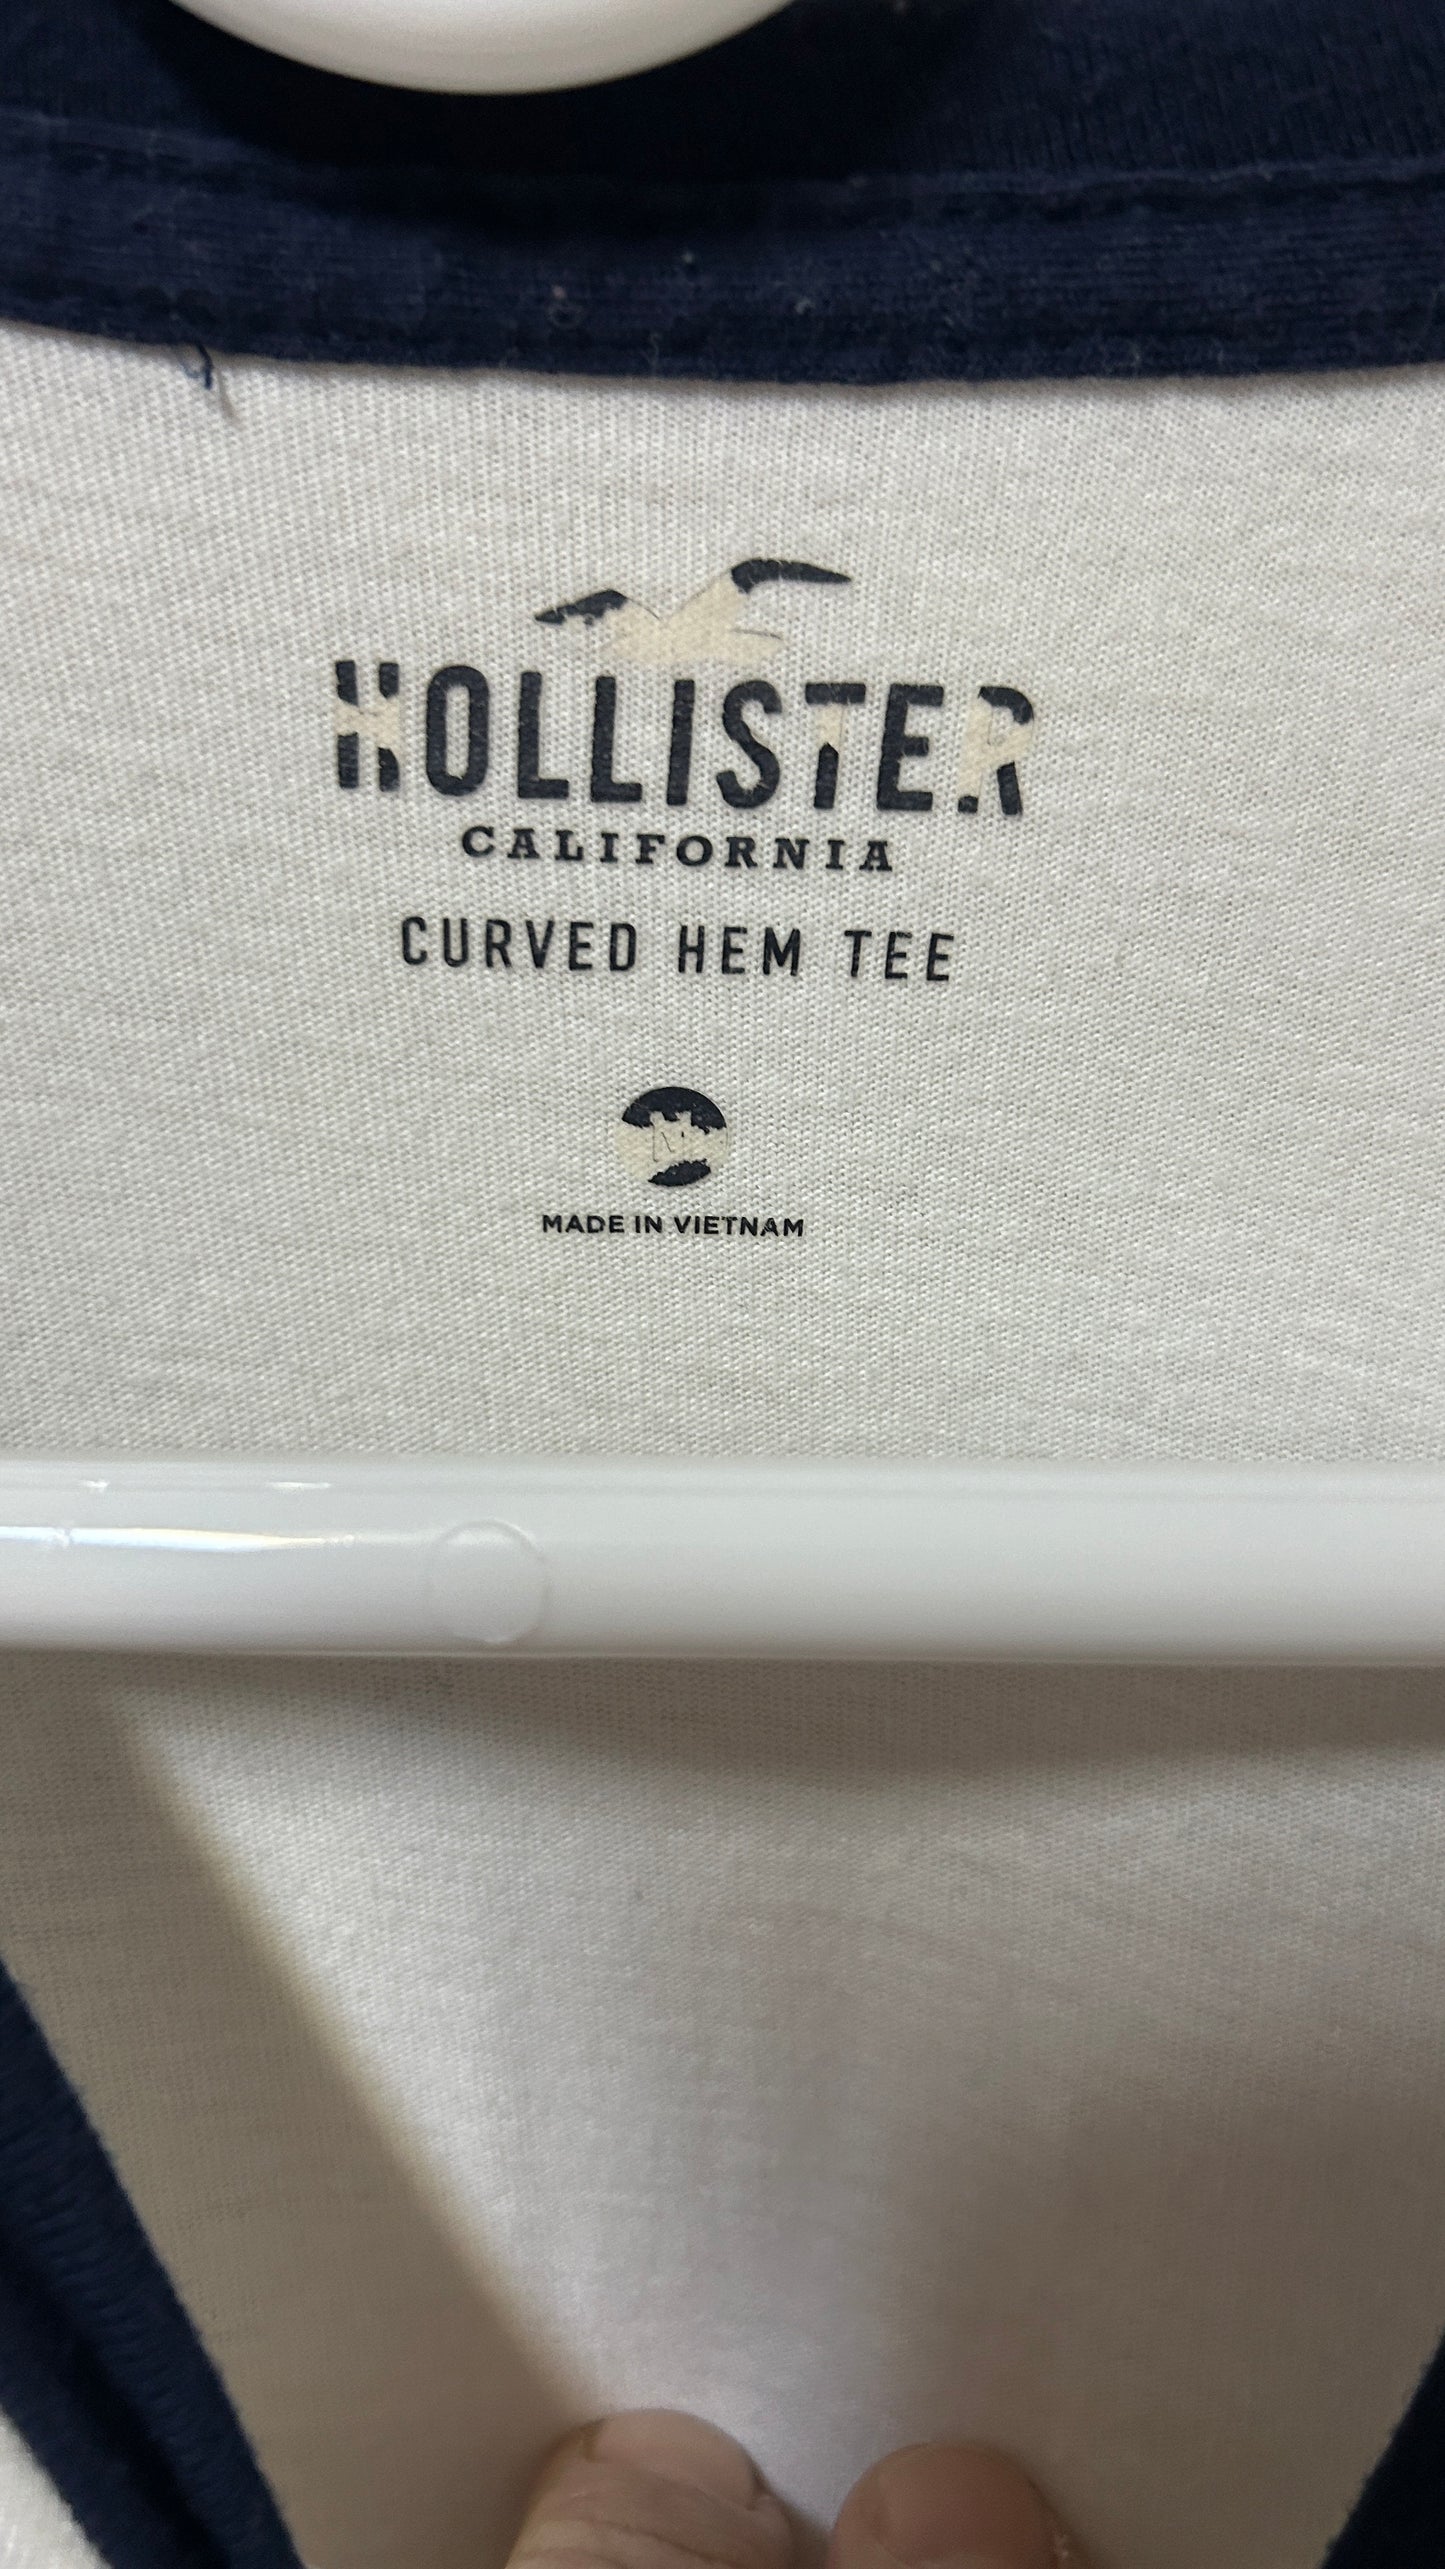 HOLLISTER
CALIFORNIA
CURVED HEM TEE
M
MADE IN VIETNAM